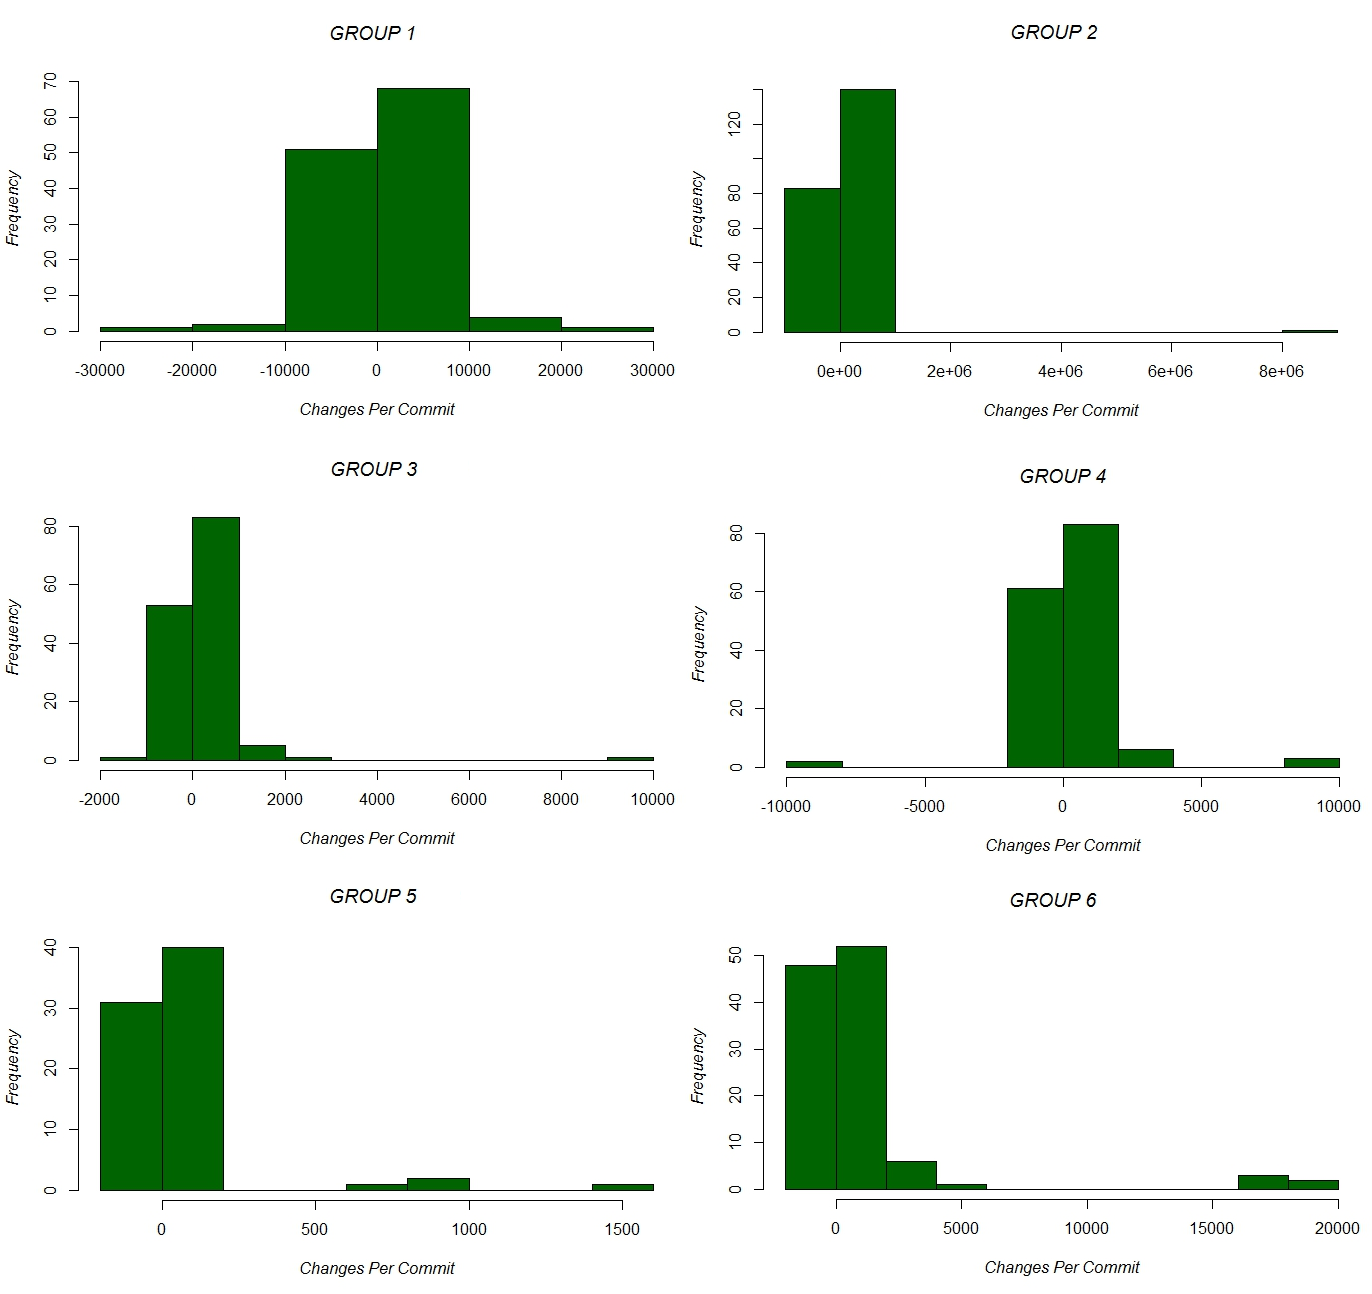 GROUP 1
70
60
50
40
30
20
10
0
Frequency
-30000 -20000 -10000 0 10000 20000 30000
Changes Per Commit
GROUP 2
120
80
60
40
20
0
Frequency
0e+00 2e+06 4e+06 6e+06 8e+06
Changes Per Commit
GROUP 3
80
60
40
20
0
Frequency
-2000 0 2000 4000 6000 8000 10000
Changes Per Commit
GROUP 4
80
60
40
20
0
Frequency
-10000 -5000 0 5000 10000
Changes Per Commit
GROUP 5
40
30
20
10
0
Frequency
0 500 1000 1500
Changes Per Commit
GROUP 6
50
40
30
20
10
0
Frequency
0 5000 10000 15000 20000
Changes Per Commit